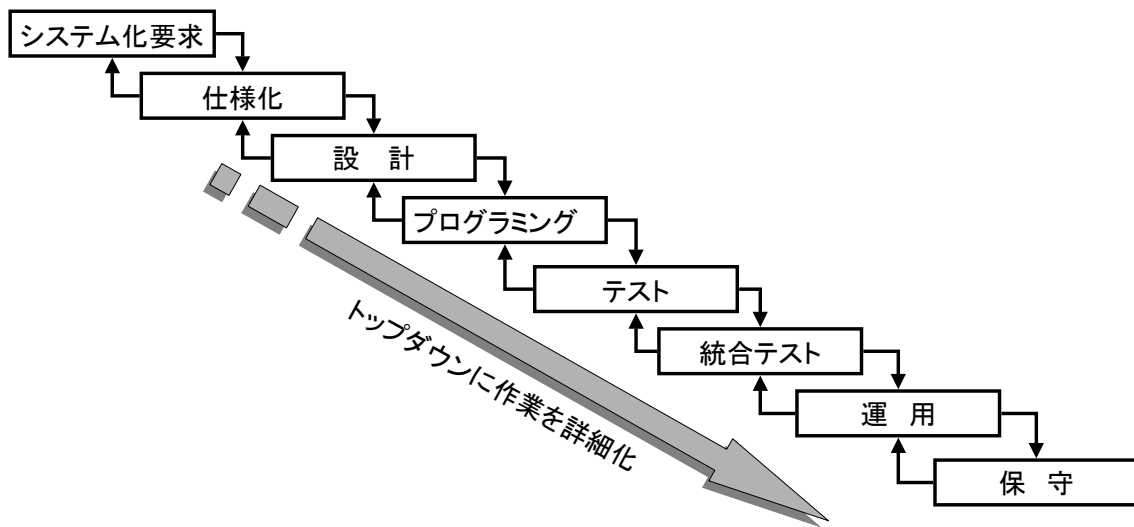 システム化要求
仕様化
設　計
プログラミング
テスト
統合テスト
運　用
保　守
トップダウンに作業を詳細化